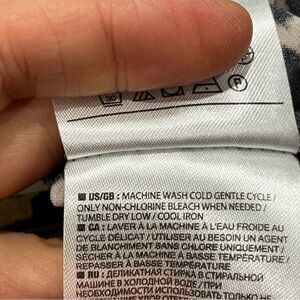 30
P
US/GB : MACHINE WASH COLD GENTLE CYCLE /
ONLY NON-CHLORINE BLEACH WHEN NEEDED /
TUMBLE DRY LOW / COOL IRON
CA : LAVER À LA MACHINE À L'EAU FROIDE AU
CYCLE DÉLICAT / UTILISER AU BESOIN UN AGENT
DE BLANCHIMENT SANS CHLORE UNIQUEMENT /
SÉCHER À LA MACHINE À BASSE TEMPÉRATURE /
REPASSER À BASSE TEMPÉRATURE
RU : ДЕЛИКАТНАЯ СТИРКА В СТИРАЛЬНОЙ
МАШИНЕ В ХОЛОДНОЙ ВОДЕ / ПРИ
НЕОБХОДИМОСТИ ИСПОЛЬЗОВАТЬ ТОЛЬКО НЕ